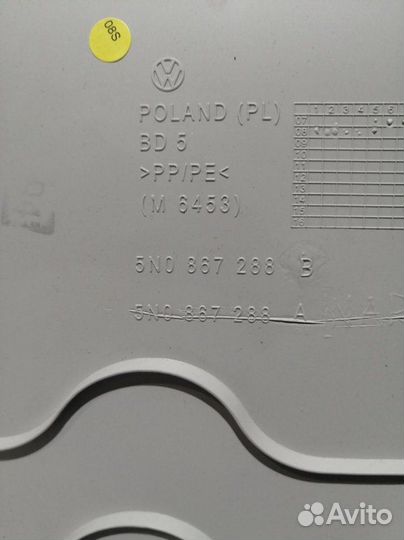 08S
POLAND (PL)
BD 5
>PP/PE<
(M 6453)
1 2 3 4 5 6
07
08
09
10
11
12
13
14
15
16
5N0 867 288 B
5N0 867 288 A
Avito